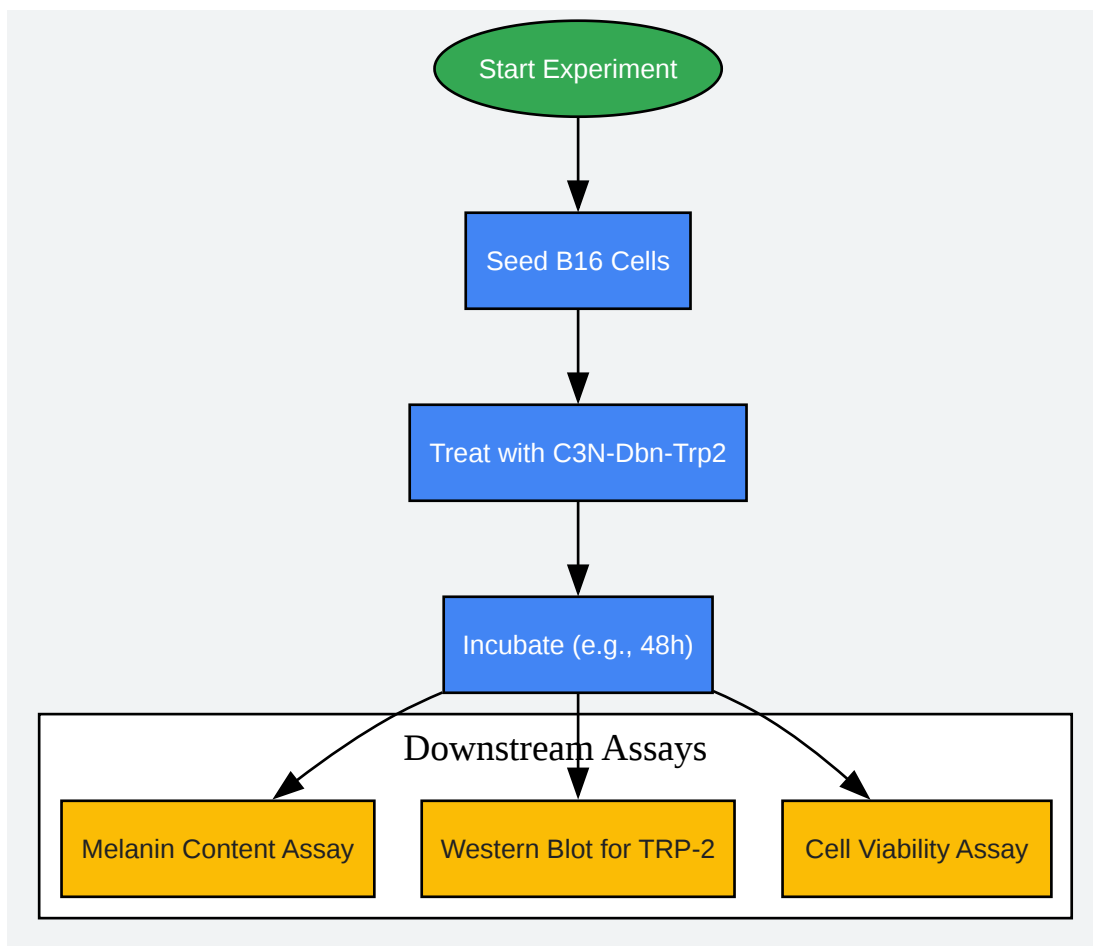 Start Experiment
Seed B16 Cells
Treat with C3N-Dbn-Trp2
Incubate (e.g., 48h)
Downstream Assays
Melanin Content Assay
Western Blot for TRP-2
Cell Viability Assay